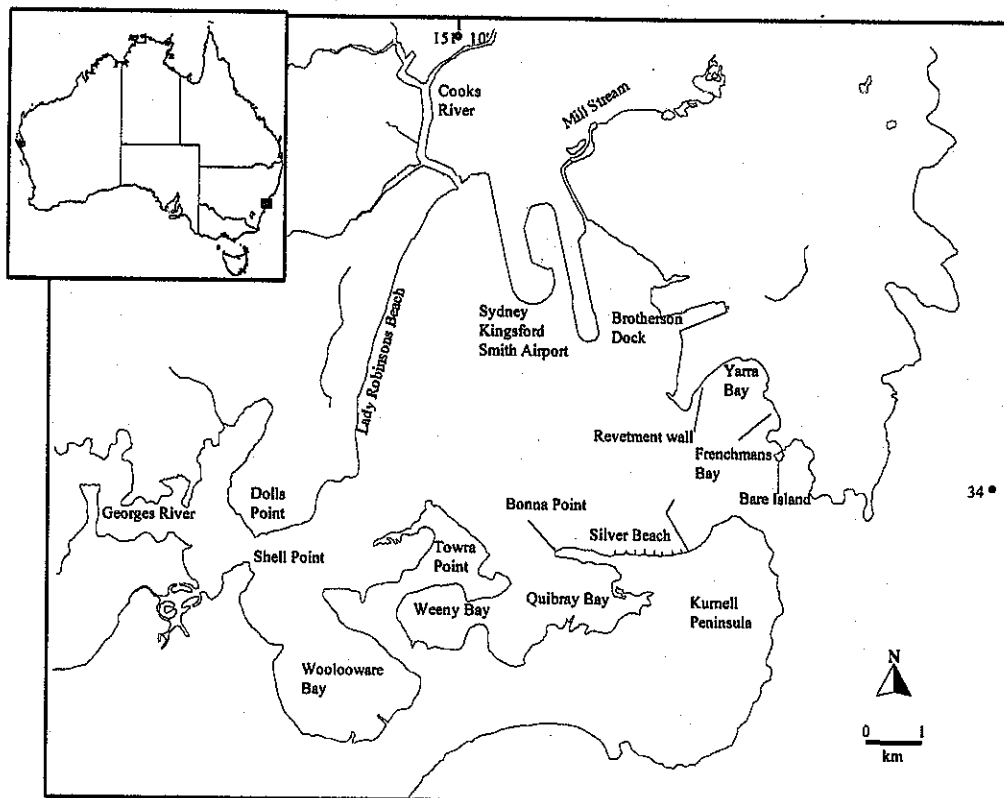 151° 10'
Cooks
River
Mill Stream
Lady Robinsons Beach
Sydney
Kingsford
Smith Airport
Brotherson
Dock
Yarra
Bay
Revetment wall
Frenchmans
Bay
Bare Island
34
Georges River
Dolls
Point
Shell Point
Bonna Point
Silver Beach
Towra
Point
Weeny Bay
Quibray Bay
Kurnell
Peninsula
Woolooware
Bay
N
0 1
km